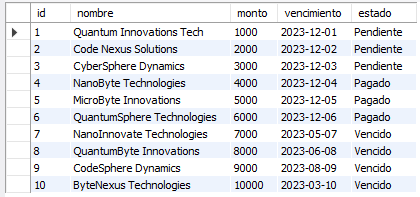 id nombre monto vencimiento estado
1 Quantum Innovations Tech 1000 2023-12-01 Pendiente
2 Code Nexus Solutions 2000 2023-12-02 Pendiente
3 CyberSphere Dynamics 3000 2023-12-03 Pendiente
4 NanoByte Technologies 4000 2023-12-04 Pagado
5 MicroByte Innovations 5000 2023-12-05 Pagado
6 QuantumSphere Technologies 6000 2023-12-06 Pagado
7 NanoInnovate Technologies 7000 2023-05-07 Vencido
8 QuantumByte Innovations 8000 2023-06-08 Vencido
9 CodeSphere Dynamics 9000 2023-08-09 Vencido
10 ByteNexus Technologies 10000 2023-03-10 Vencido